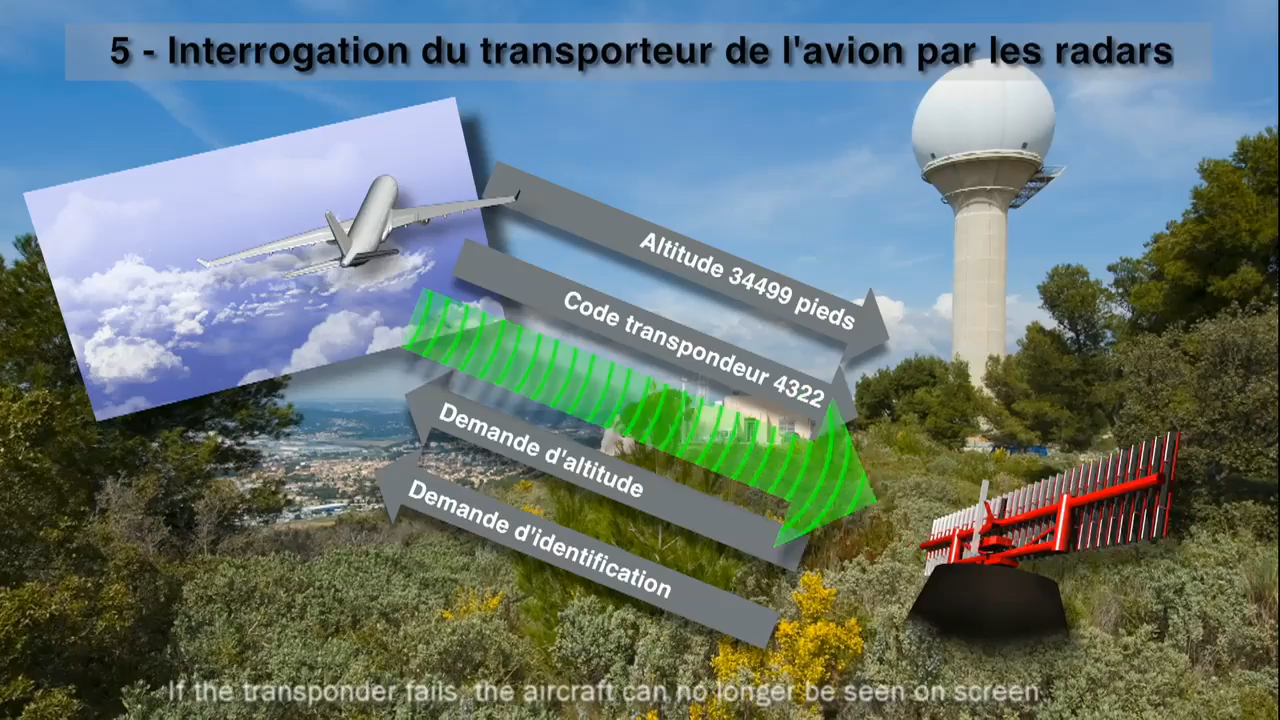 5 - Interrogation du transporteur de l'avion par les radars
Altitude 34499 pieds
Code transpondeur 4322
Demande d'altitude
Demande d'identification
If the transponder fails, the aircraft can no longer be seen on screen.